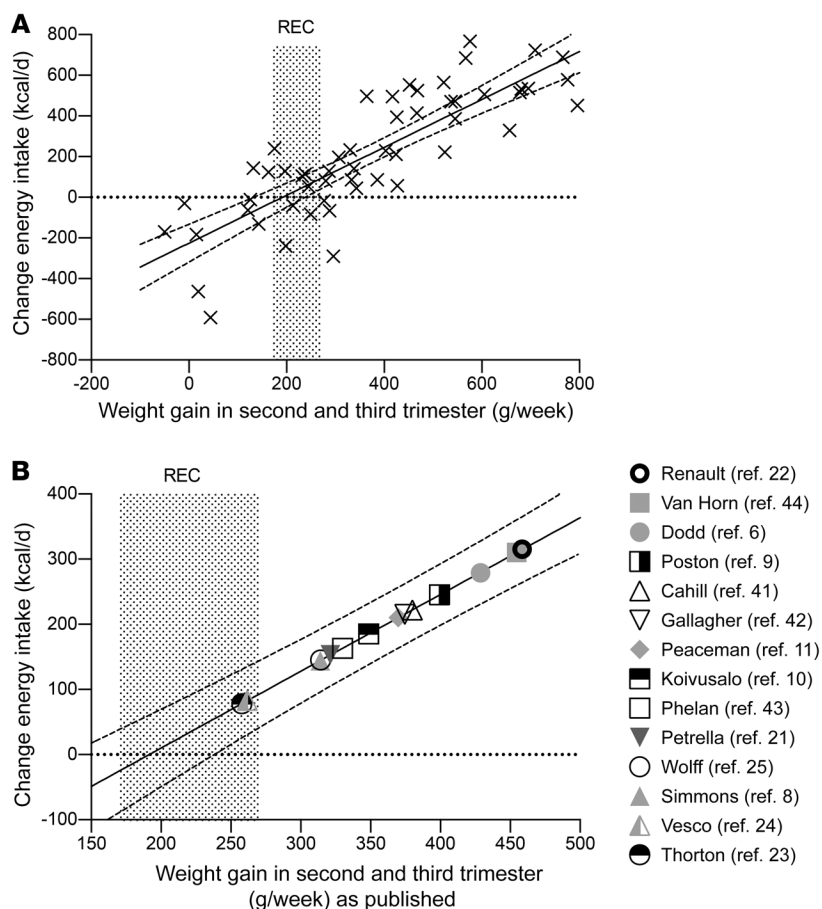 A
REC
Change energy intake (kcal/d)
800
600
400
200
0
-200
-400
-600
-800
-200
0
200
400
600
800
Weight gain in second and third trimester (g/week)
B
REC
Change energy intake (kcal/d)
400
300
200
100
0
-100
150
200
250
300
350
400
450
500
Weight gain in second and third trimester
(g/week) as published
Renault (ref. 22)
Van Horn (ref. 44)
Dodd (ref. 6)
Poston (ref. 9)
Cahill (ref. 41)
Gallagher (ref. 42)
Peaceman (ref. 11)
Koivusalo (ref. 10)
Phelan (ref. 43)
Petrella (ref. 21)
Wolff (ref. 25)
Simmons (ref. 8)
Vesco (ref. 24)
Thorton (ref. 23)